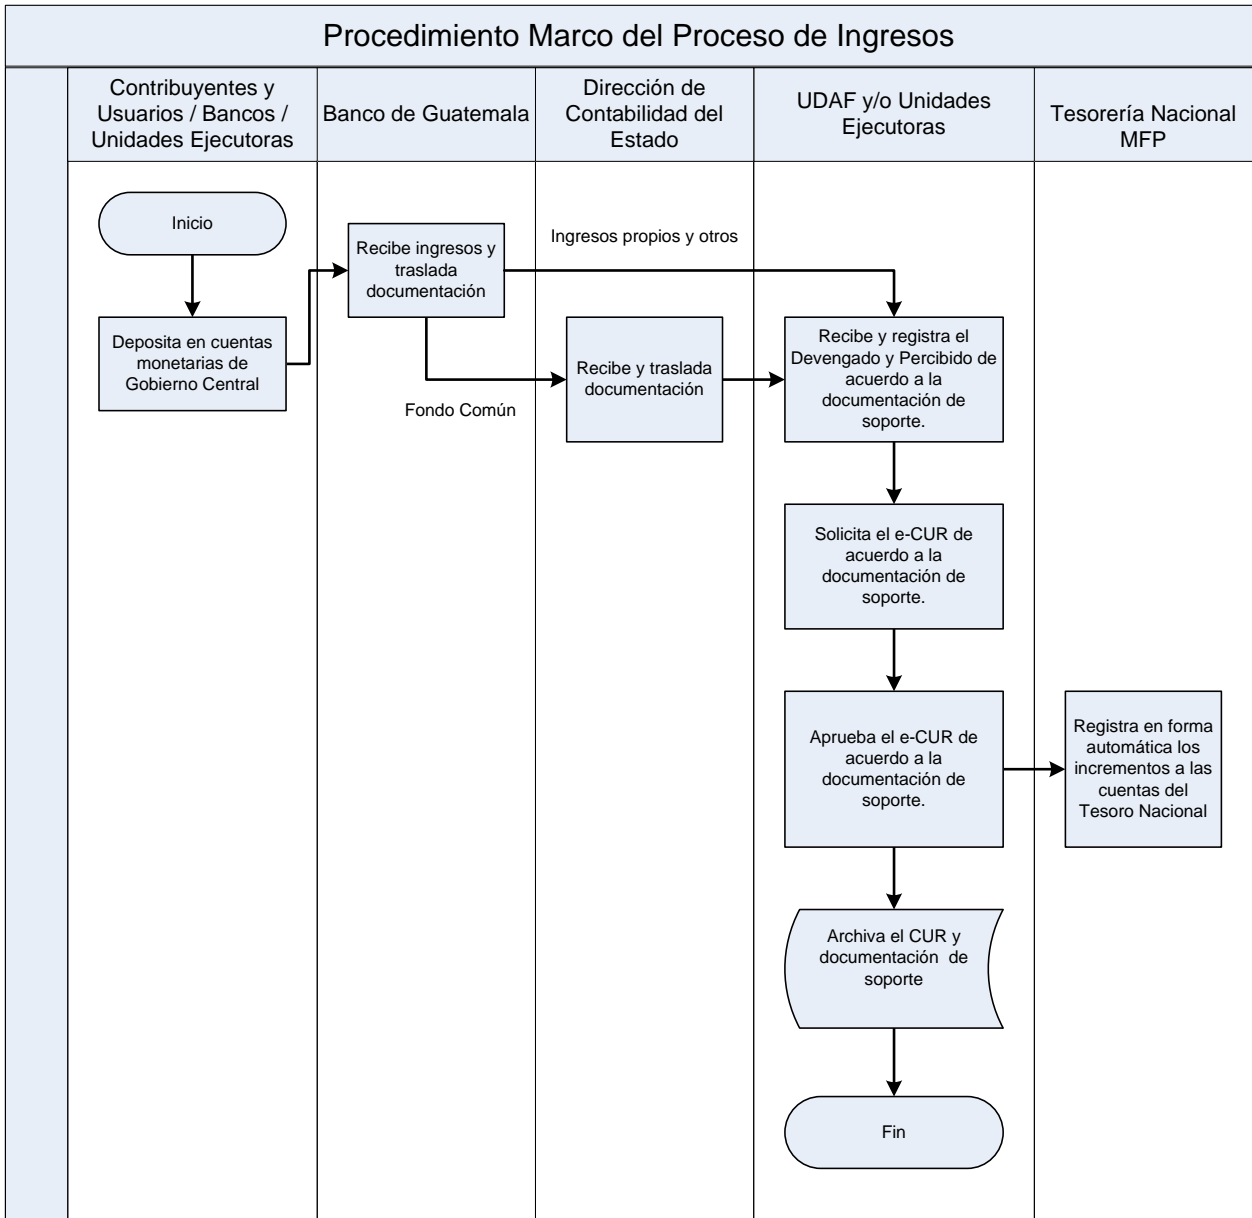 Procedimiento Marco del Proceso de Ingresos
Contribuyentes y
Usuarios / Bancos /
Unidades Ejecutoras
Banco de Guatemala
Dirección de
Contabilidad del
Estado
UDAF y/o Unidades
Ejecutoras
Tesorería Nacional
MFP
Inicio
Deposita en cuentas
monetarias de
Gobierno Central
Recibe ingresos y
traslada
documentación
Ingresos propios y otros
Fondo Común
Recibe y traslada
documentación
Recibe y registra el
Devengado y Percibido de
acuerdo a la
documentación de
soporte.
Solicita el e-CUR de
acuerdo a la
documentación de
soporte.
Aprueba el e-CUR de
acuerdo a la
documentación de
soporte.
Registra en forma
automática los
incrementos a las
cuentas del
Tesoro Nacional
Archiva el CUR y
documentación  de
soporte
Fin